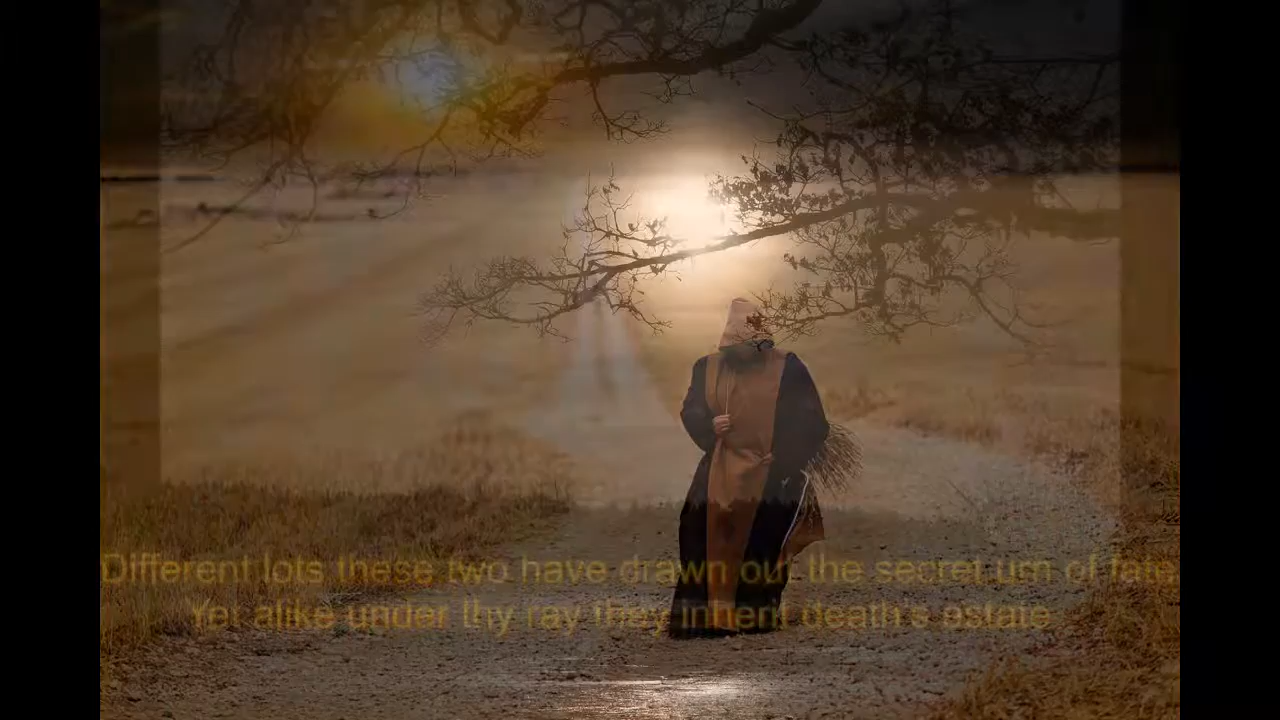 Different lots these two have drawn out the secret urn of fate,
Yet alike under thy ray they inherit death's estate